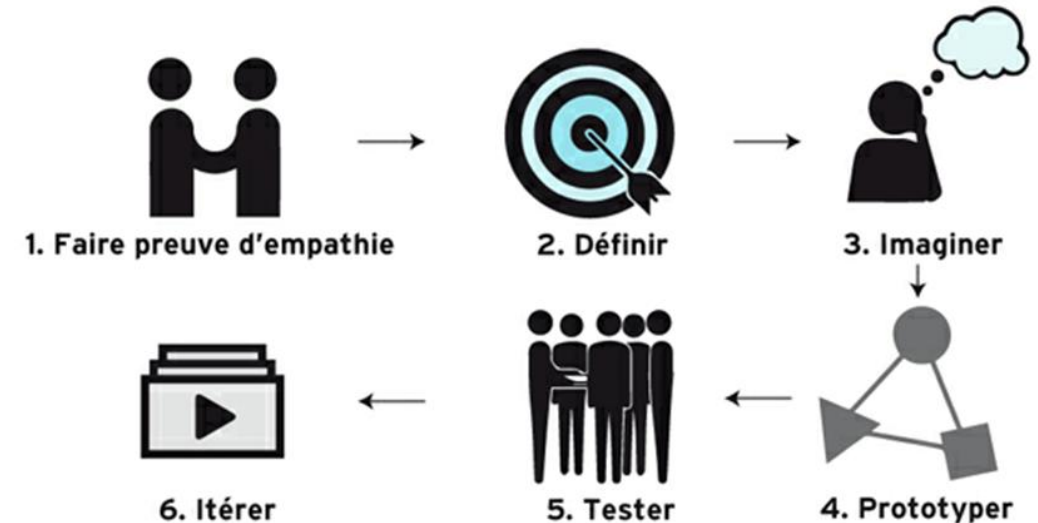 1. Faire preuve d'empathie
2. Définir
3. Imaginer
4. Prototyper
5. Tester
6. Itérer